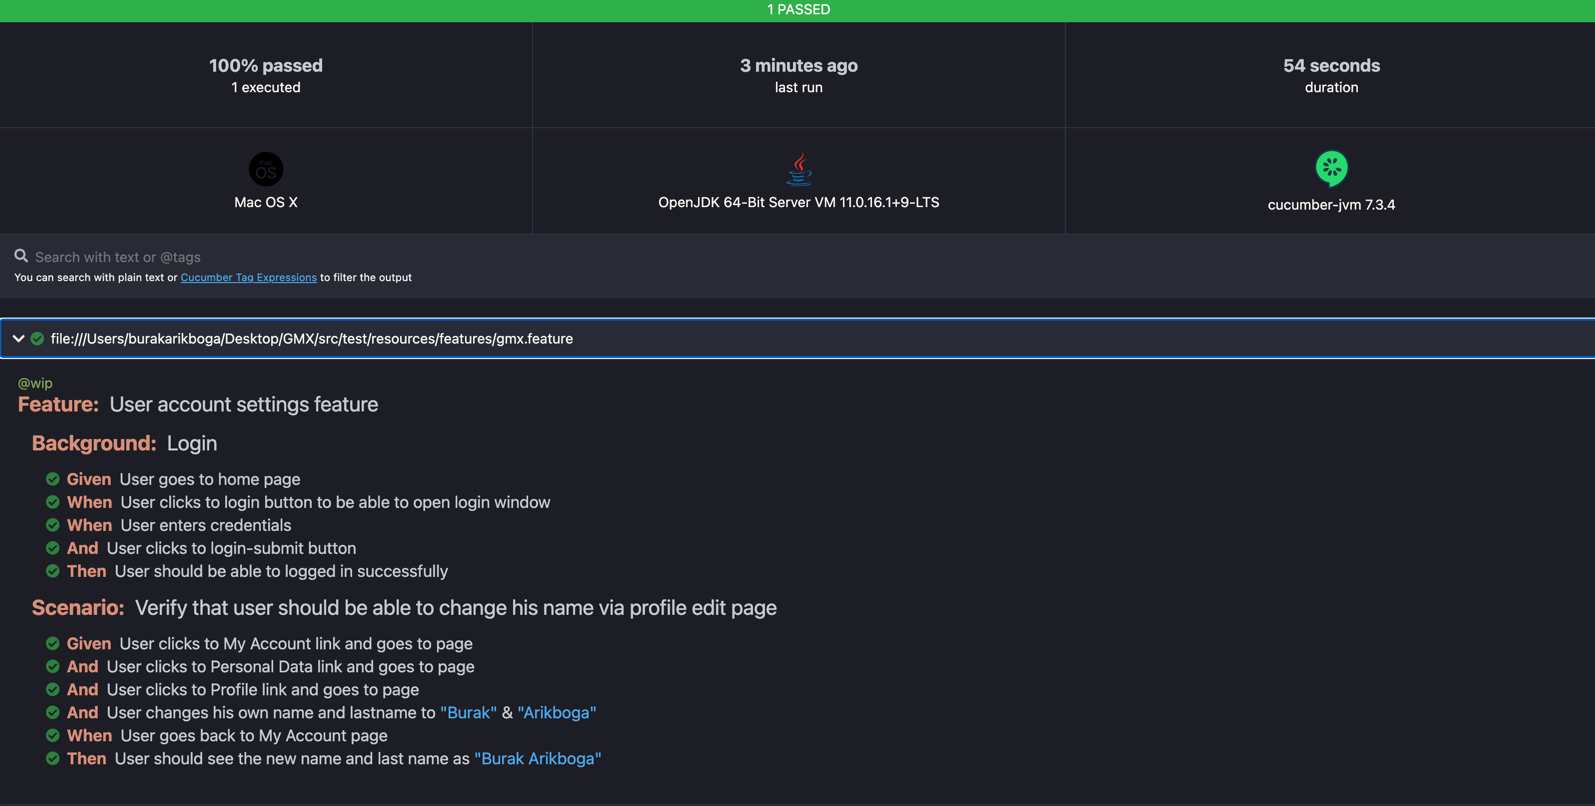 1 PASSED
100% passed
1 executed
3 minutes ago
last run
54 seconds
duration
mac
OS
Mac OS X
OpenJDK 64-Bit Server VM 11.0.16.1+9-LTS
cucumber-jvm 7.3.4
Search with text or @tags
You can search with plain text or Cucumber Tag Expressions to filter the output
file:///Users/burakarikboga/Desktop/GMX/src/test/resources/features/gmx.feature
@wip
Feature: User account settings feature
Background: Login
Given User goes to home page
When User clicks to login button to be able to open login window
When User enters credentials
And User clicks to login-submit button
Then User should be able to logged in successfully
Scenario: Verify that user should be able to change his name via profile edit page
Given User clicks to My Account link and goes to page
And User clicks to Personal Data link and goes to page
And User clicks to Profile link and goes to page
And User changes his own name and lastname to "Burak" & "Arikboga"
When User goes back to My Account page
Then User should see the new name and last name as "Burak Arikboga"